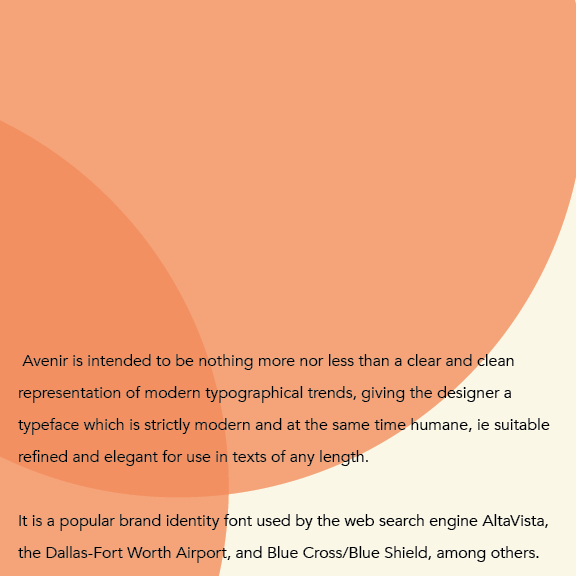 Avenir is intended to be nothing more nor less than a clear and clean
representation of modern typographical trends, giving the designer a
typeface which is strictly modern and at the same time humane, ie suitable
refined and elegant for use in texts of any length.
It is a popular brand identity font used by the web search engine AltaVista,
the Dallas-Fort Worth Airport, and Blue Cross/Blue Shield, among others.